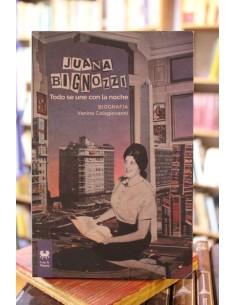 JUANA
BIGNOZZI
Todo se une con la noche
BIOGRAFÍA
Vanina Colagiovanni